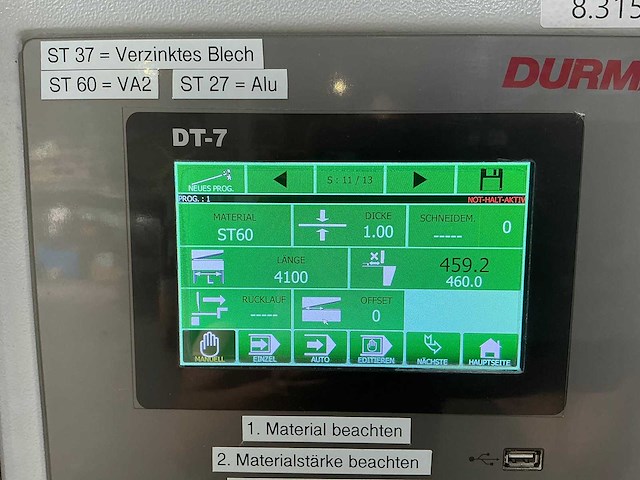 8.315
ST 37 = Verzinktes Blech
ST 60 = VA2
ST 27 = Alu
DURMA
DT-7
NEUES PROG.
S : 11 / 13
PROG. : 1
NOT-HALT-AKTIV
MATERIAL
ST60
DICKE
1.00
SCHNEIDEM.
-----
0
LÄNGE
4100
L
X
459.2
460.0
RÜCKLAUF
-----
OFFSET
0
MANUELL
EINZEL
AUTO
EDITIEREN
NÄCHSTE
HAUPTSEITE
1. Material beachten
2. Materialstärke beachten